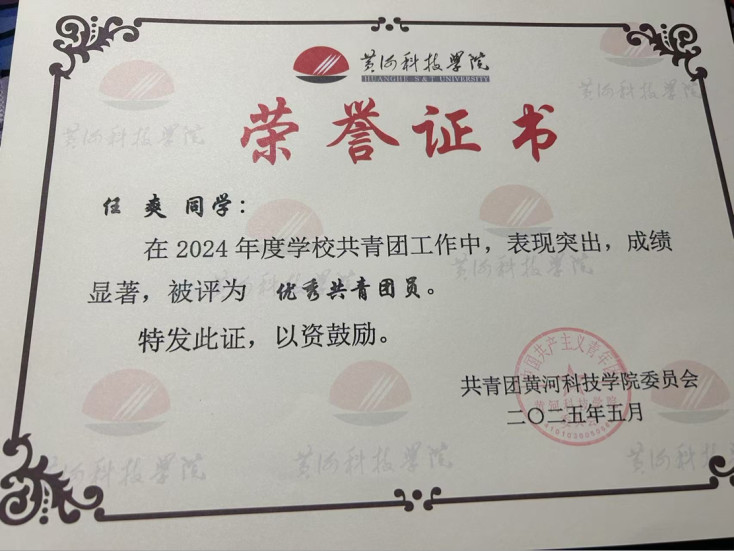 黄河科技学院
HUANGHE S&T UNIVERSITY
荣誉证书
任爽 同学：
在2024年度学校共青团工作中，表现突出，成绩
显著，被评为 优秀共青团员。
特发此证，以资鼓励。
共青团黄河科技学院委员会
二〇二五年五月